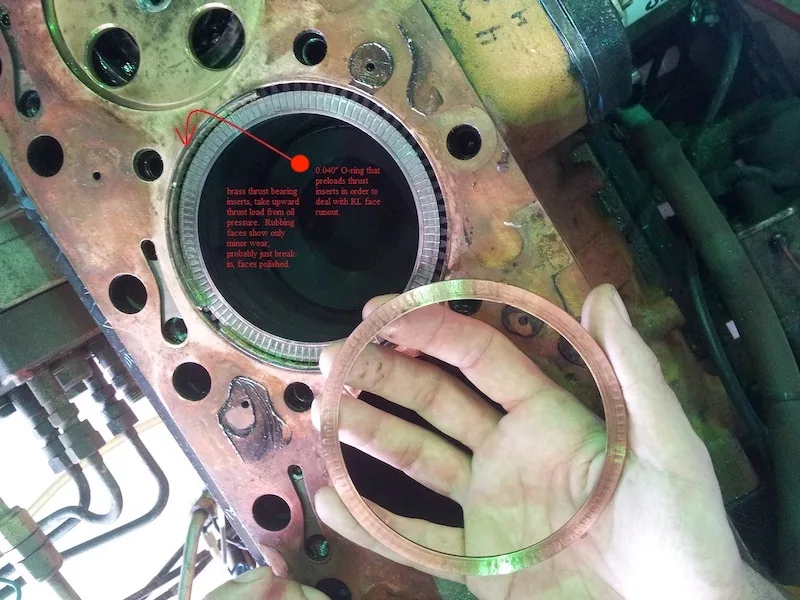 0.040" O-ring that
preloads thrust
inserts in order to
deal with RL face
runout.
brass thrust bearing
inserts, take upward
thrust load from oil
pressure. Rubbing
faces show only
minor wear,
probably just break-
in, faces polished.